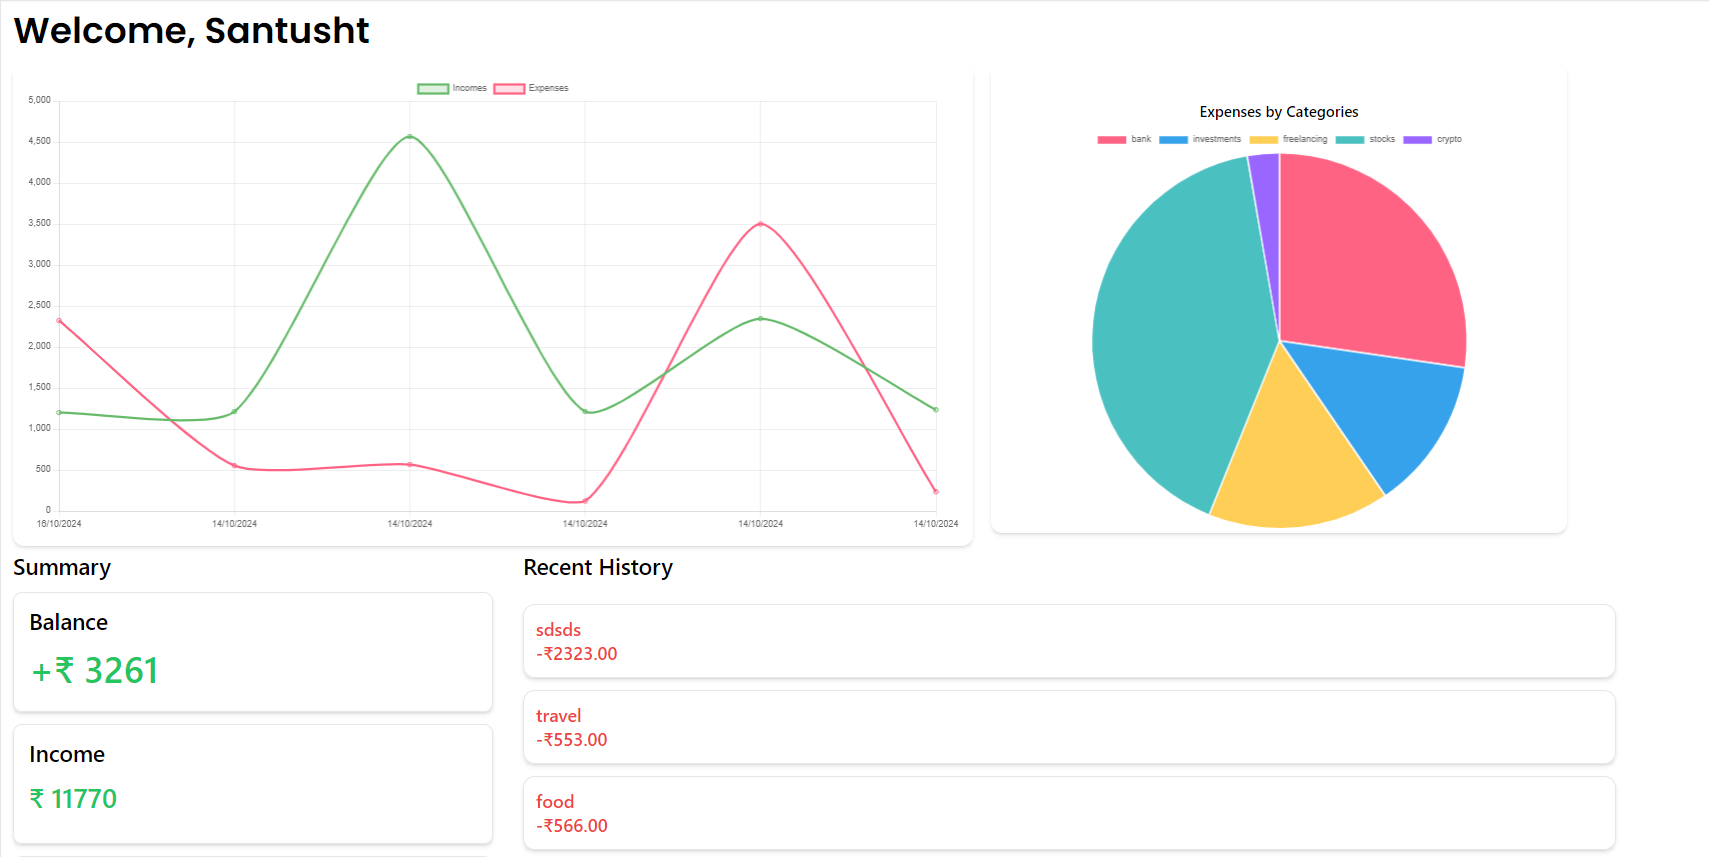 Welcome, Santusht
Incomes Expenses
5,000
4,500
4,000
3,500
3,000
2,500
2,000
1,500
1,000
500
0
16/10/2024 14/10/2024 14/10/2024 14/10/2024 14/10/2024 14/10/2024
Expenses by Categories
bank investments freelancing stocks crypto
Summary
Balance
+₹ 3261
Income
₹ 11770
Recent History
sdsds
-₹2323.00
travel
-₹553.00
food
-₹566.00